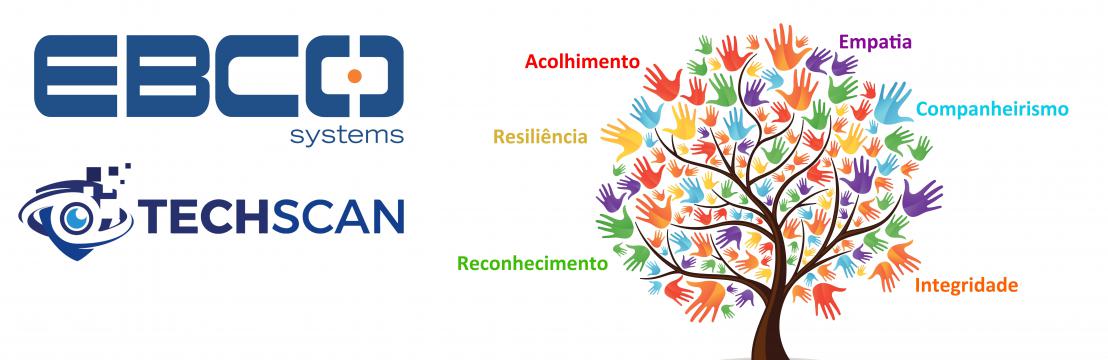 EBCO
systems
TECHSCAN
Empatia
Acolhimento
Companheirismo
Resiliência
Reconhecimento
Integridade